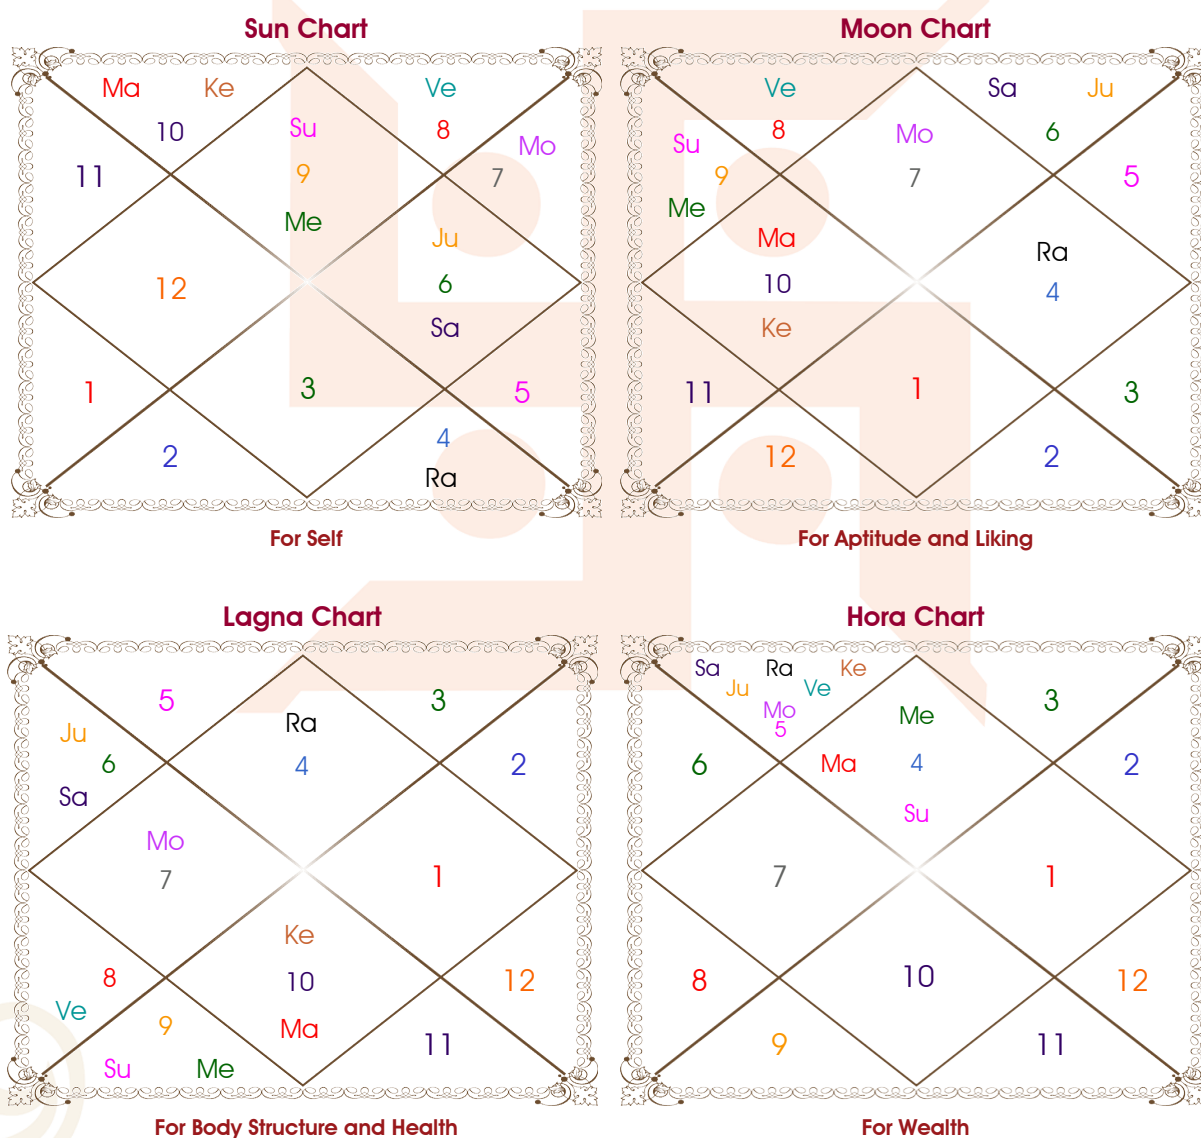 Sun Chart
Ma Ke Ve
10 Su 8 Mo
11 9 7
Me Ju
12 6
Sa
1 3 5
2 4
Ra
For Self
Moon Chart
Ve Sa Ju
Su 8 Mo 6
9 7 5
Me
Ma Ra
10 4
Ke
11 1 3
12 2
For Aptitude and Liking
Lagna Chart
5 3
Ju Ra
6 4 2
Sa
Mo
7 1
Ke
8 10 12
Ve 9 Ma 11
Su Me
For Body Structure and Health
Hora Chart
Sa Ra Ke
Ju Ve 3
Mo Me
5
6 Ma 4 2
Su
7 1
8 10 12
9 11
For Wealth